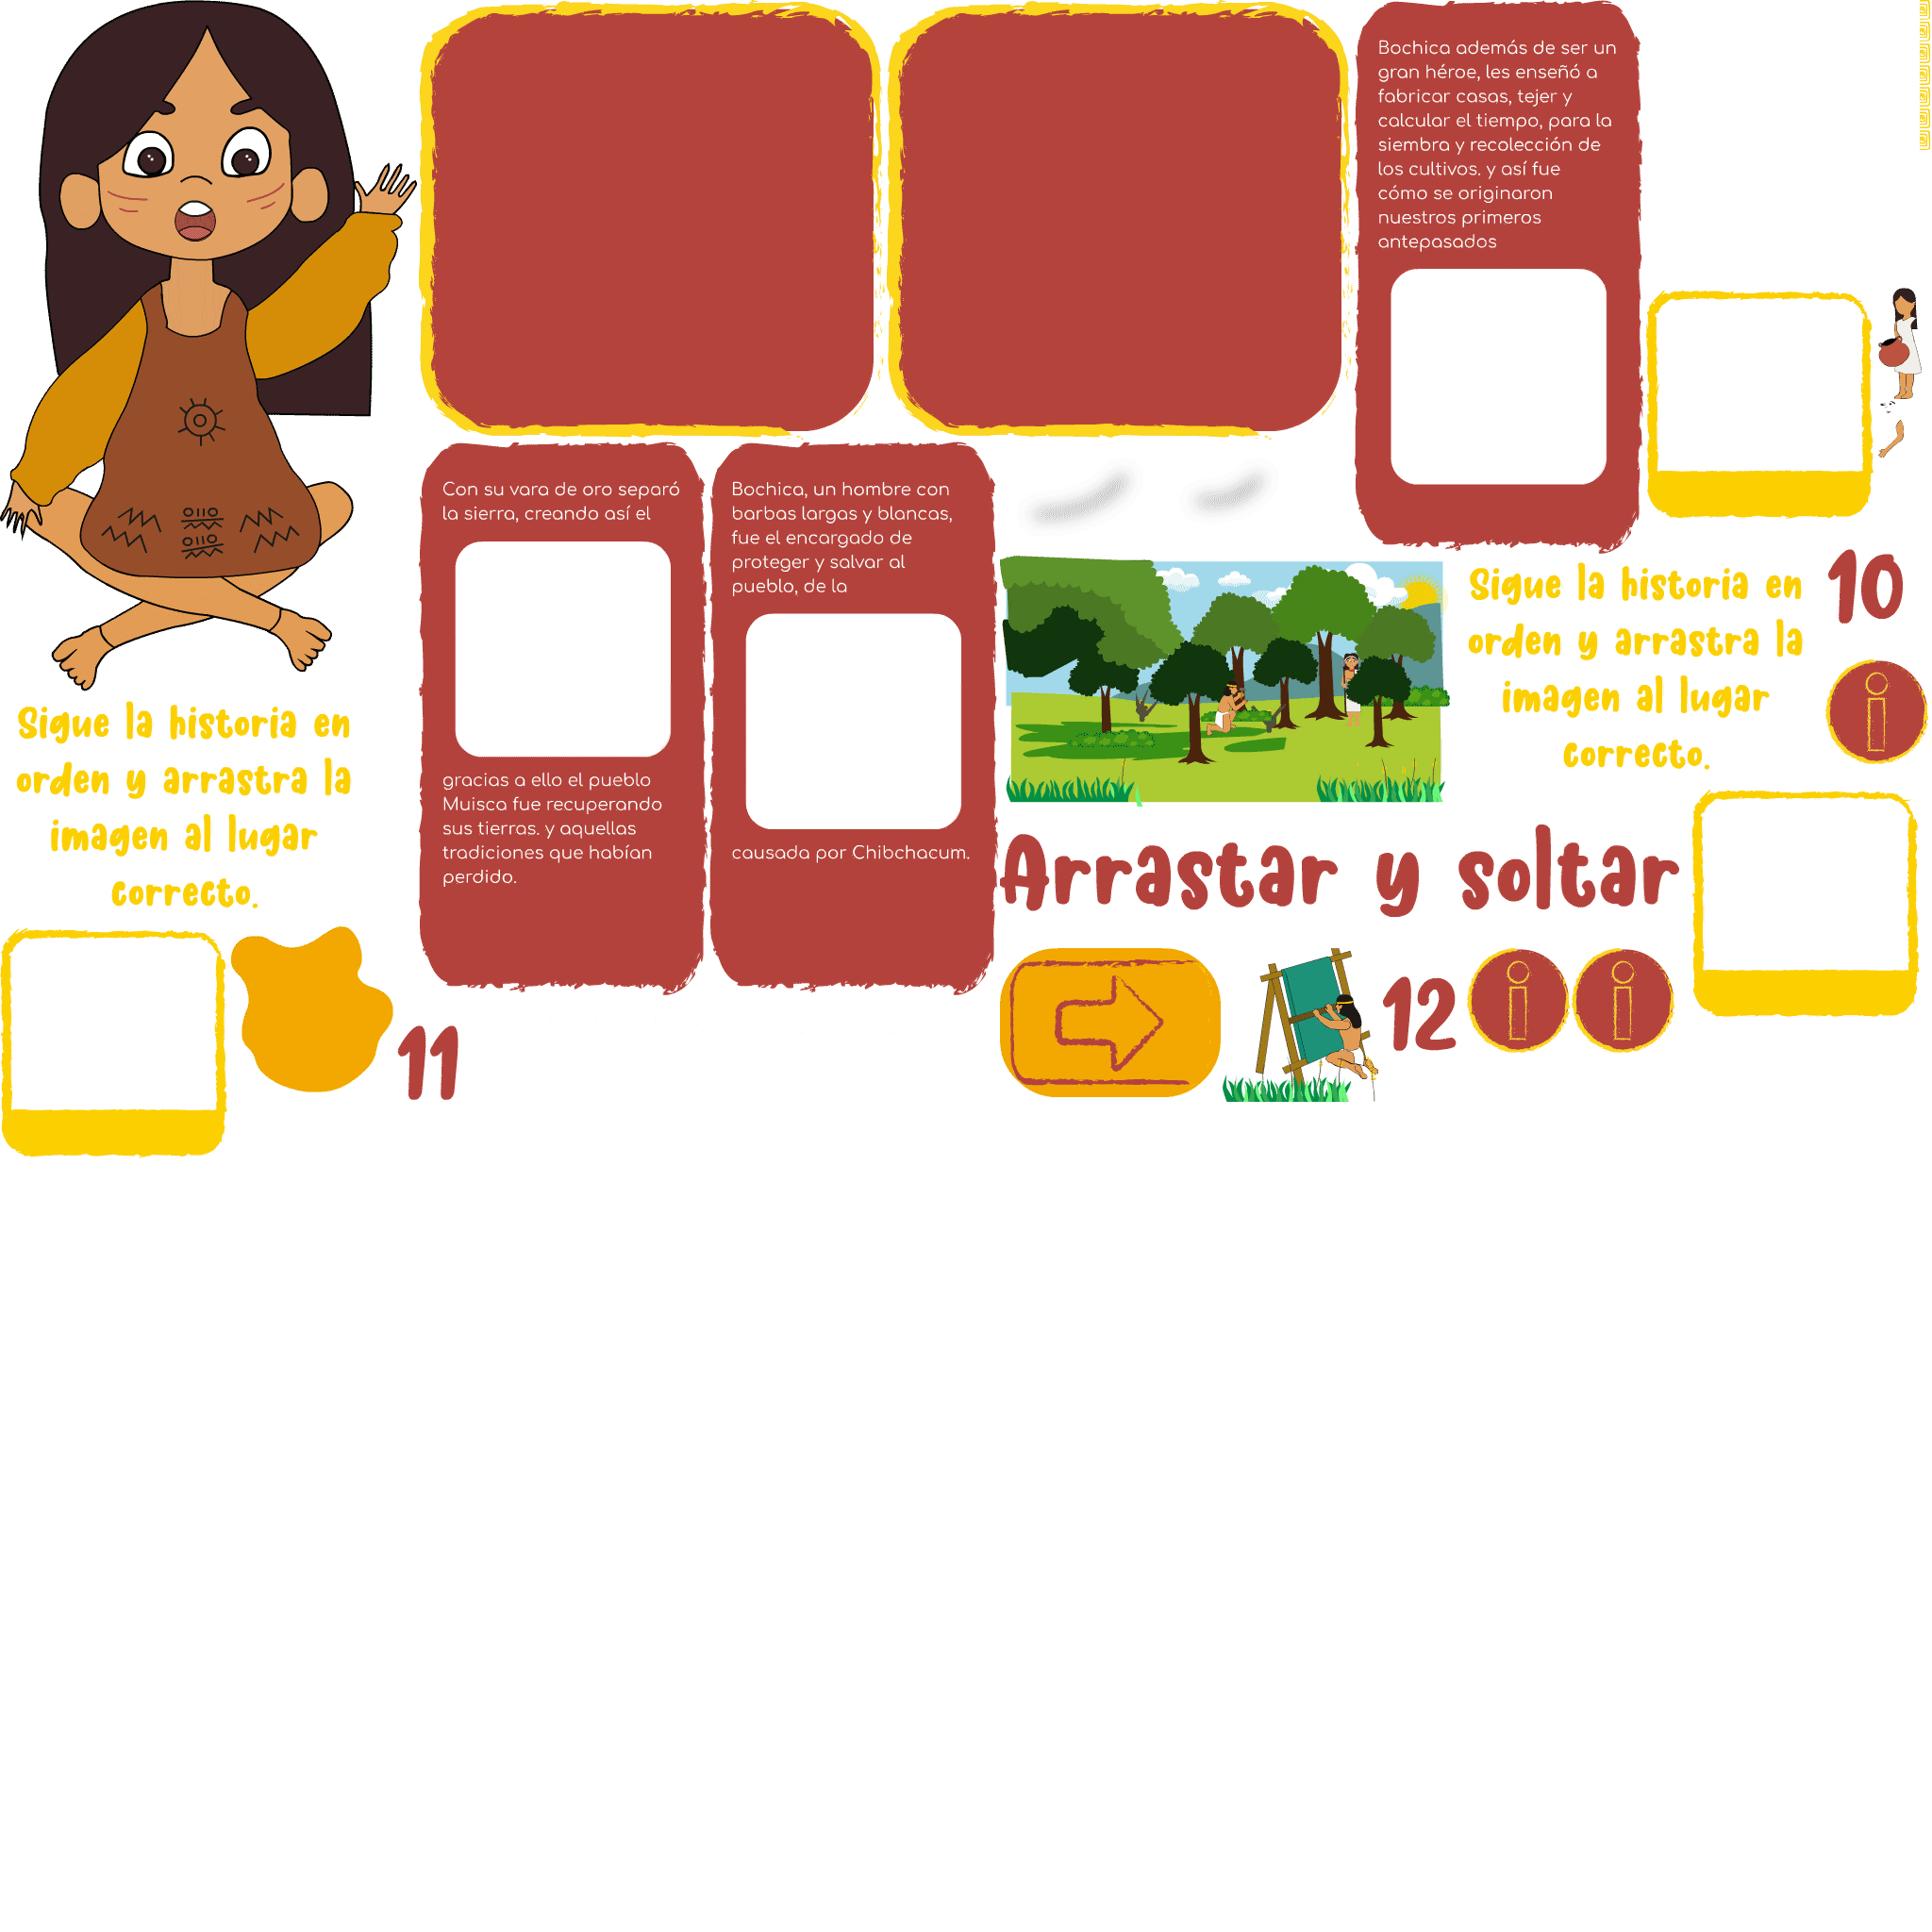 Bochica además de ser un
gran héroe, les enseñó a
fabricar casas, tejer y
calcular el tiempo, para la
siembra y recolección de
los cultivos. y así fue
cómo se originaron
nuestros primeros
antepasados
Con su vara de oro separó
la sierra, creando así el
gracias a ello el pueblo
Muisca fue recuperando
sus tierras. y aquellas
tradiciones que habían
perdido.
Bochica, un hombre con
barbas largas y blancas,
fue el encargado de
proteger y salvar al
pueblo, de la
causada por Chibchacum.
Sigue la historia en
orden y arrastra la
imagen al lugar
correcto.
10
i
Sigue la historia en
orden y arrastra la
imagen al lugar
correcto.
Arrastar y soltar
11
12
i
i